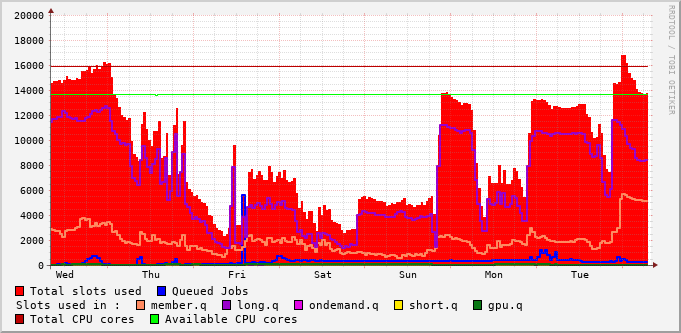 20000
18000
16000
14000
12000
10000
8000
6000
4000
2000
0
Wed Thu Fri Sat Sun Mon Tue
Total slots used Queued Jobs
Slots used in : member.q long.q ondemand.q short.q gpu.q
Total CPU cores Available CPU cores
RRDTOOL / TOBI OETIKER